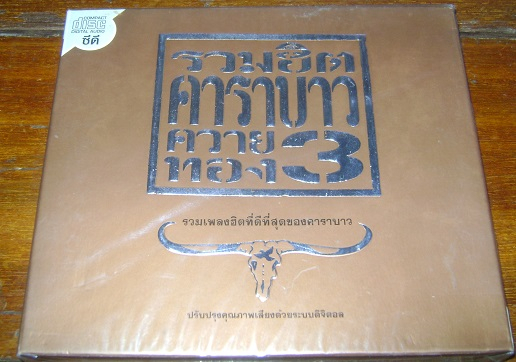 COMPACT
disc
DIGITAL AUDIO
ซีดี
รวมฮิต
คาราบาว
ควาย
ทอง 3
รวมเพลงฮิตที่ดีที่สุดของคาราบาว
ปรับปรุงคุณภาพเสียงด้วยระบบดิจิตอล